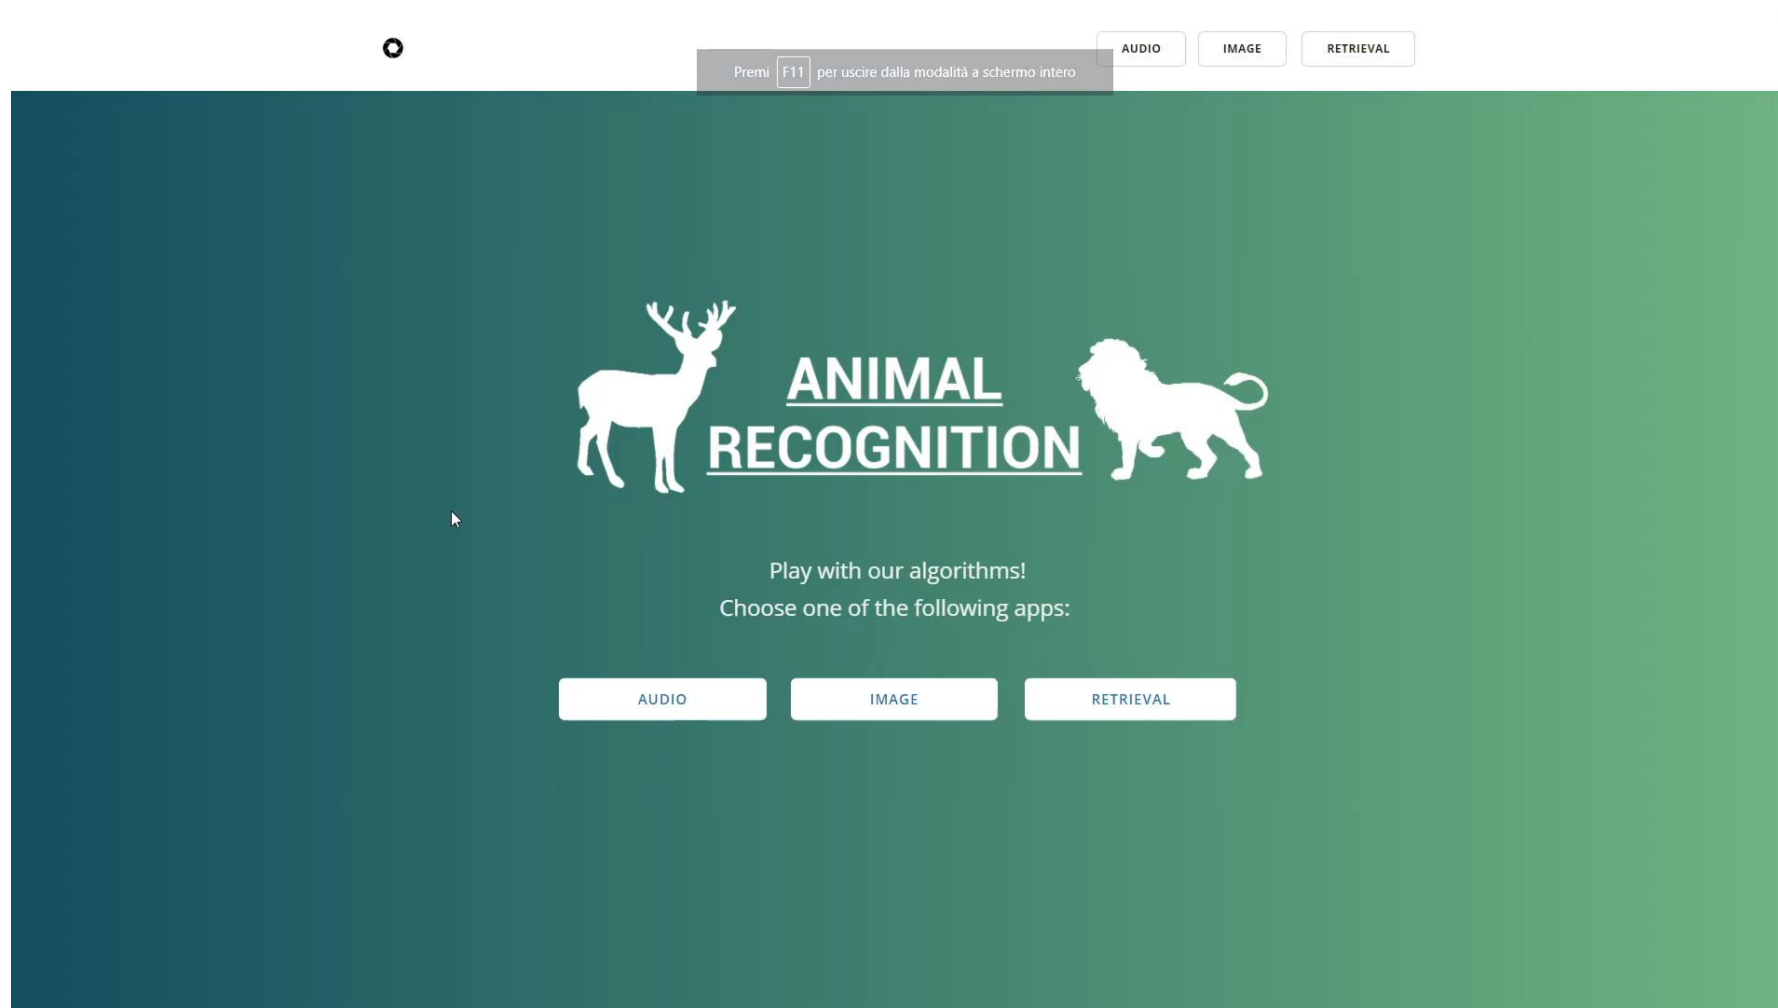 AUDIO
IMAGE
RETRIEVAL
Premi F11 per uscire dalla modalità a schermo intero
ANIMAL
RECOGNITION
Play with our algorithms!
Choose one of the following apps:
AUDIO
IMAGE
RETRIEVAL